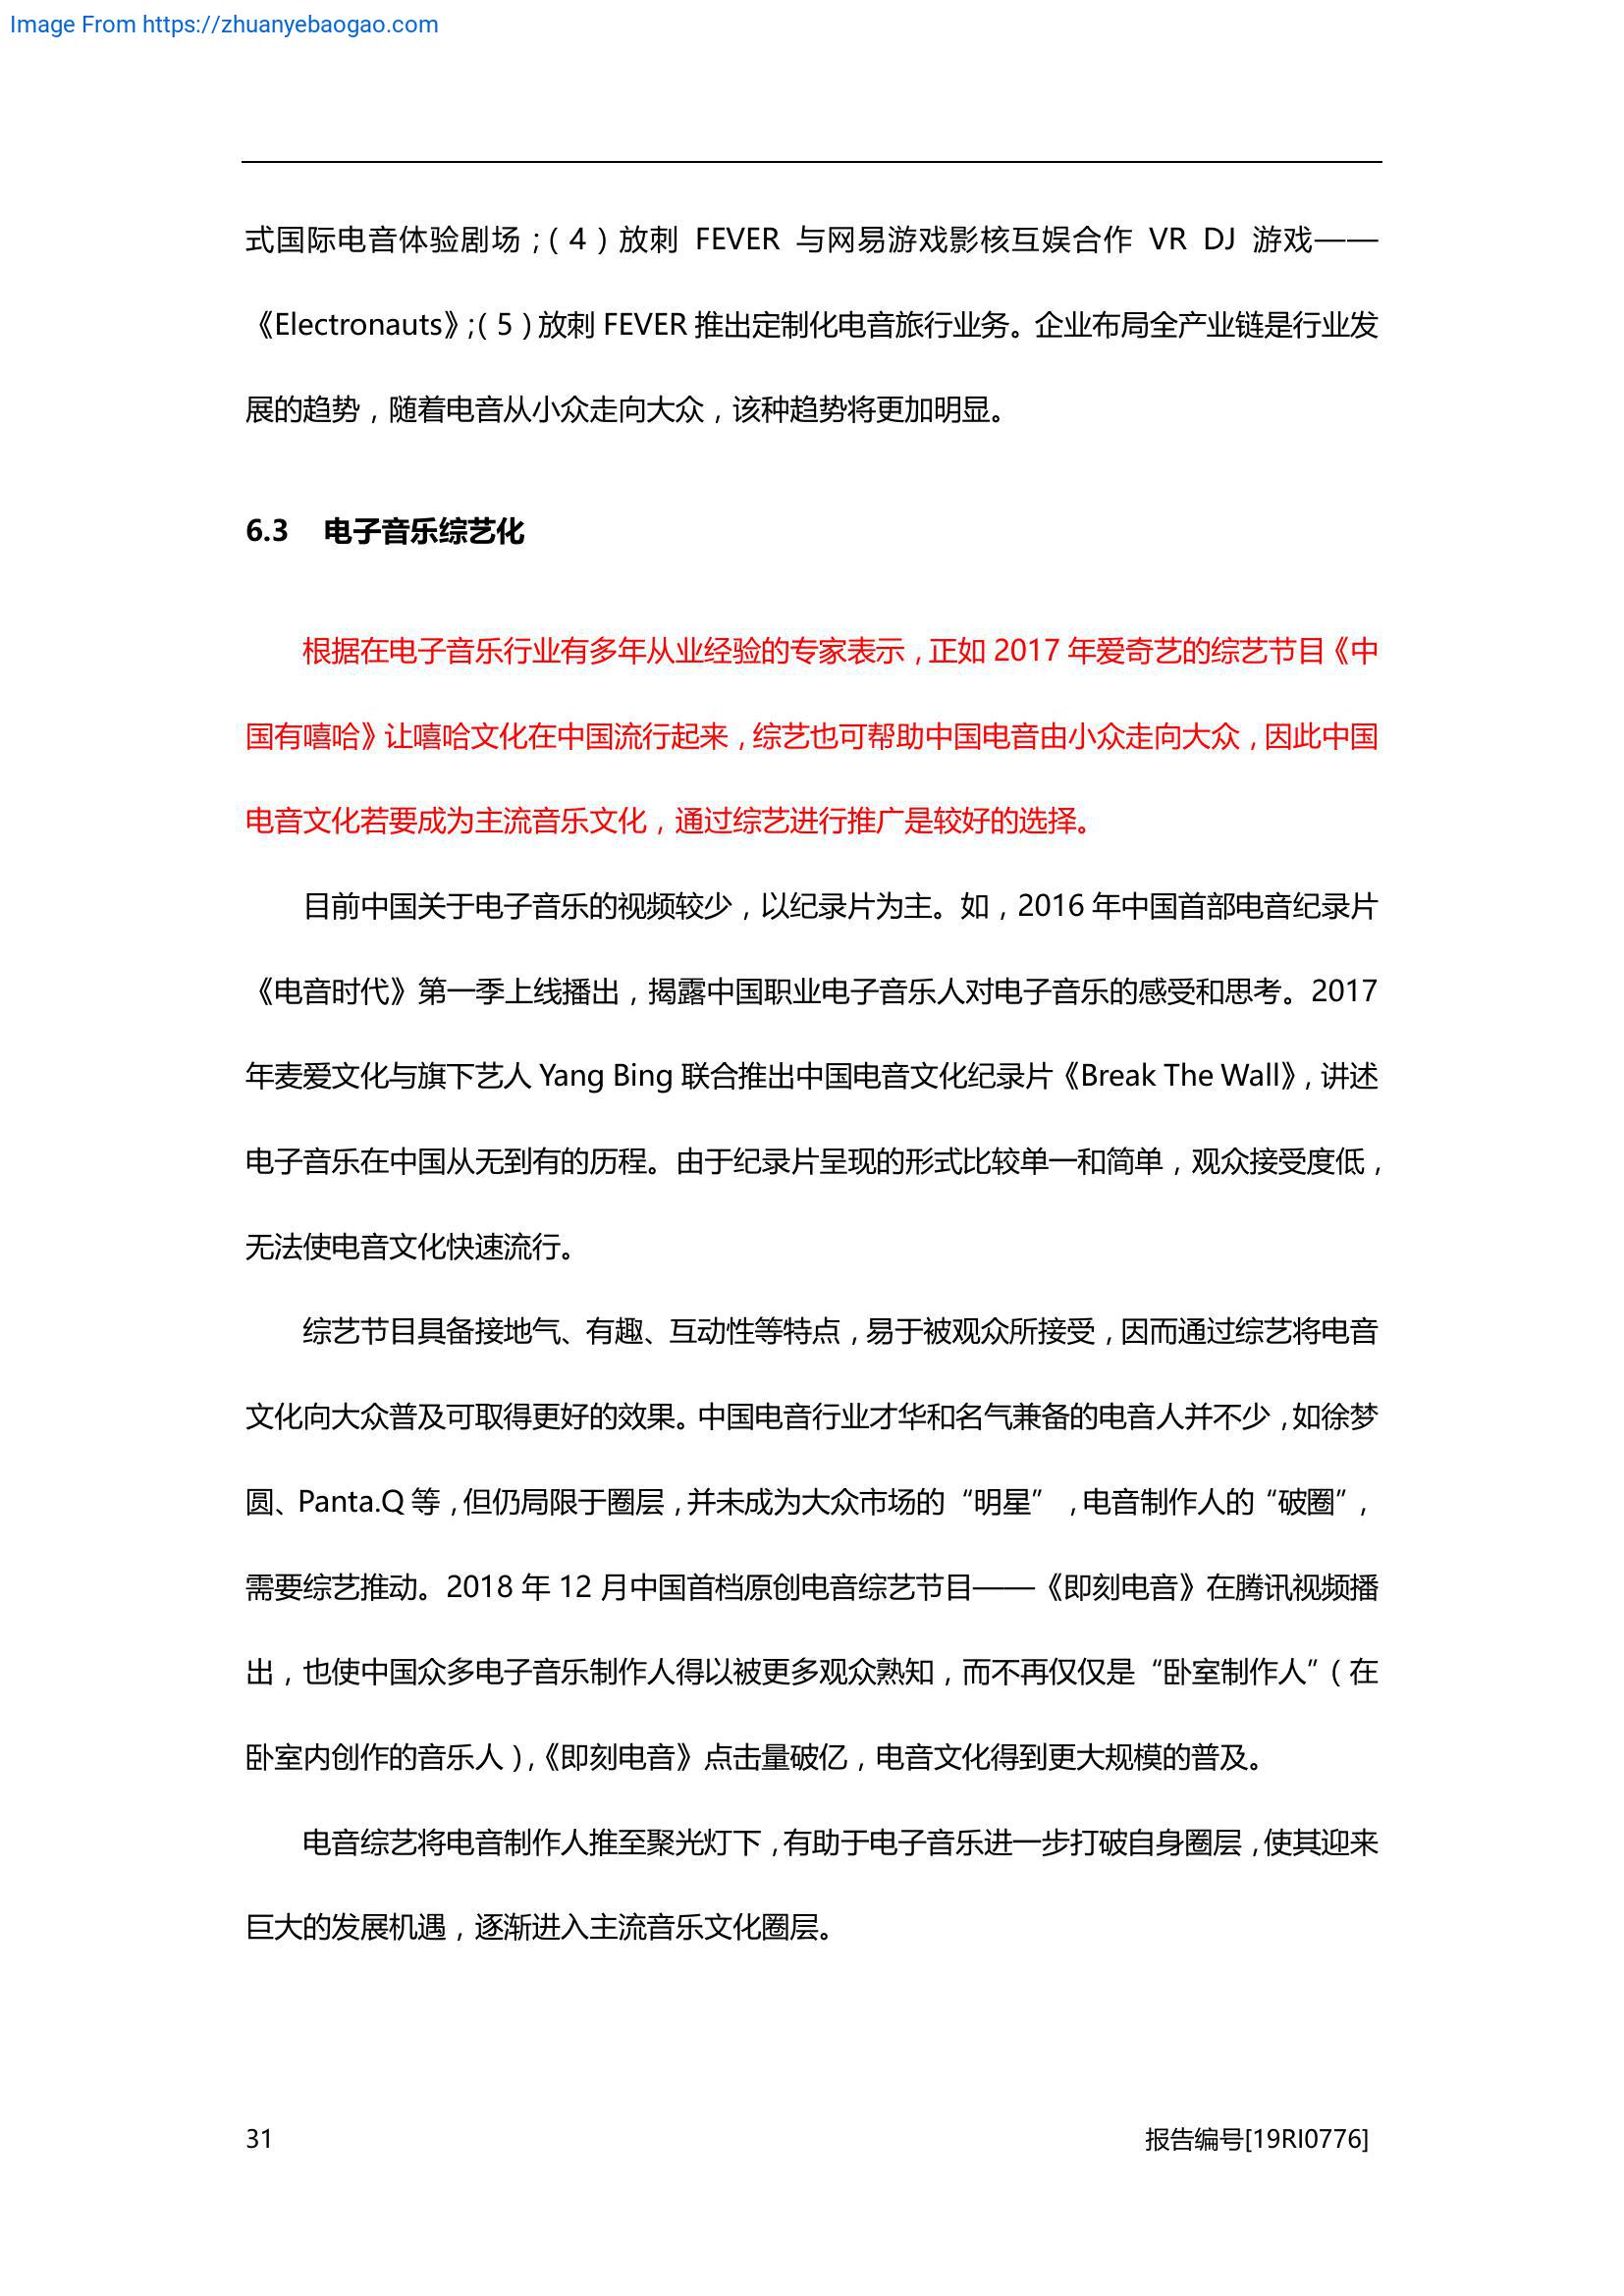 Image From https://zhuanyebaogao.com
式国际电音体验剧场；（4）放刺 FEVER 与网易游戏影核互娱合作 VR DJ 游戏——
《Electronauts》；（5）放刺 FEVER 推出定制化电音旅行业务。企业布局全产业链是行业发
展的趋势，随着电音从小众走向大众，该种趋势将更加明显。
6.3 电子音乐综艺化
根据在电子音乐行业有多年从业经验的专家表示，正如 2017 年爱奇艺的综艺节目《中
国有嘻哈》让嘻哈文化在中国流行起来，综艺也可帮助中国电音由小众走向大众，因此中国
电音文化若要成为主流音乐文化，通过综艺进行推广是较好的选择。
目前中国关于电子音乐的视频较少，以纪录片为主。如，2016 年中国首部电音纪录片
《电音时代》第一季上线播出，揭露中国职业电子音乐人对电子音乐的感受和思考。2017
年麦爱文化与旗下艺人 Yang Bing 联合推出中国电音文化纪录片《Break The Wall》，讲述
电子音乐在中国从无到有的历程。由于纪录片呈现的形式比较单一和简单，观众接受度低，
无法使电音文化快速流行。
综艺节目具备接地气、有趣、互动性等特点，易于被观众所接受，因而通过综艺将电音
文化向大众普及可取得更好的效果。中国电音行业才华和名气兼备的电音人并不少，如徐梦
圆、Panta.Q 等，但仍局限于圈层，并未成为大众市场的“明星”，电音制作人的“破圈”，
需要综艺推动。2018 年 12 月中国首档原创电音综艺节目——《即刻电音》在腾讯视频播
出，也使中国众多电子音乐制作人得以被更多观众熟知，而不再仅仅是“卧室制作人”（在
卧室内创作的音乐人），《即刻电音》点击量破亿，电音文化得到更大规模的普及。
电音综艺将电音制作人推至聚光灯下，有助于电子音乐进一步打破自身圈层，使其迎来
巨大的发展机遇，逐渐进入主流音乐文化圈层。
31 报告编号[19RI0776]